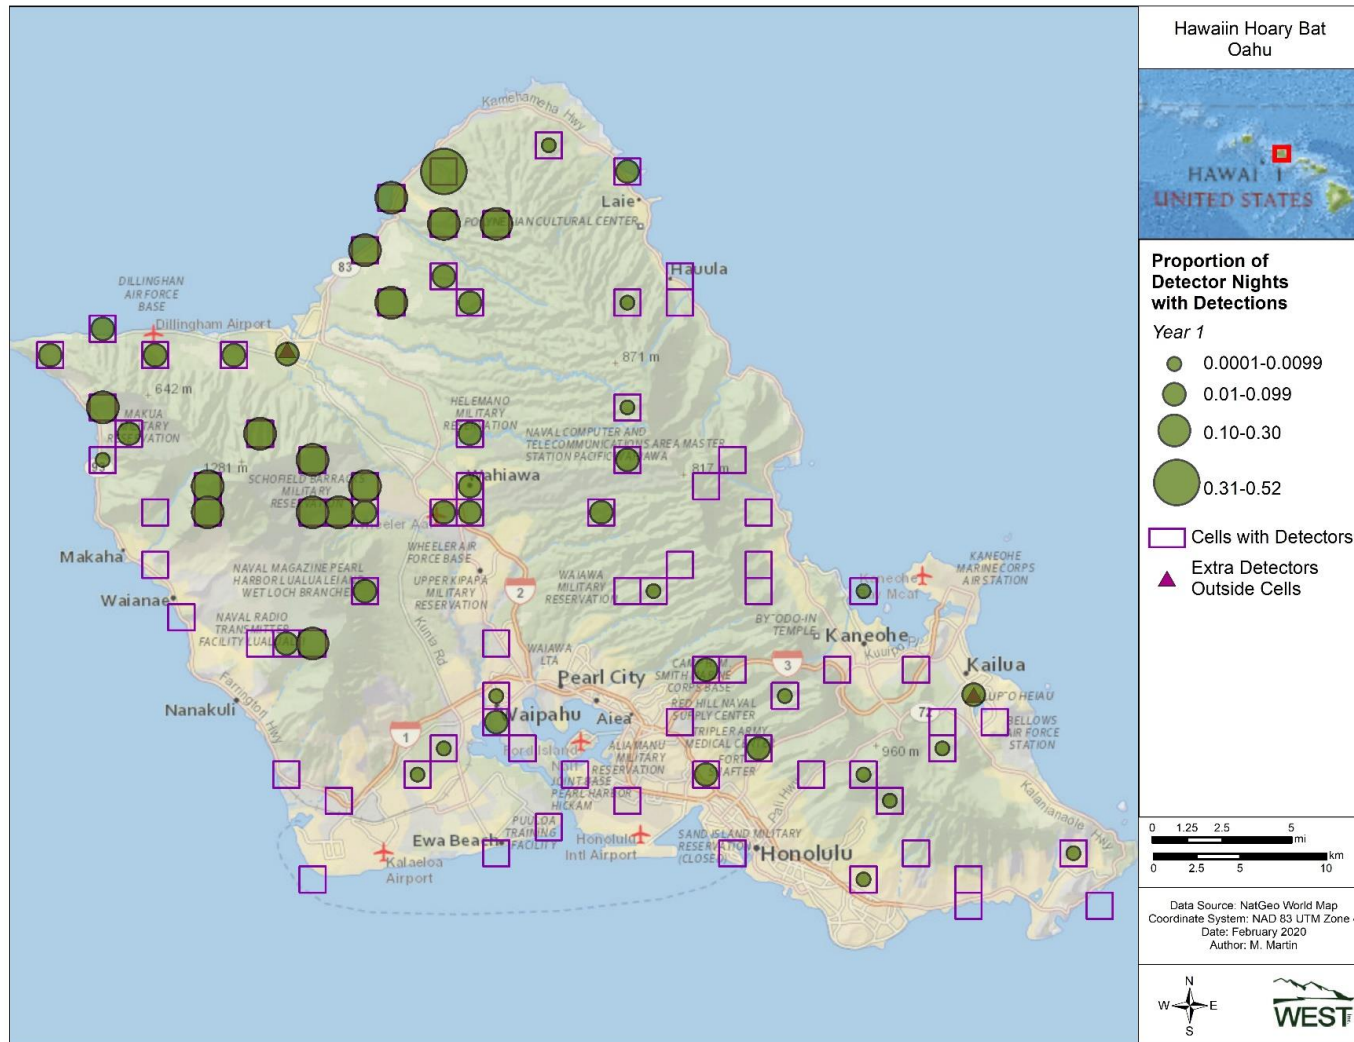 Hawaiin Hoary Bat
Oahu
HAWAI I
UNITED STATES
Proportion of
Detector Nights
with Detections
Year 1
0.0001-0.0099
0.01-0.099
0.10-0.30
0.31-0.52
Cells with Detectors
Extra Detectors
Outside Cells
0 1.25 2.5 5
mi
0 2.5 5 10
km
Data Source: NatGeo World Map
Coordinate System: NAD 83 UTM Zone
Date: February 2020
Author: M. Martin
N
W E
S
WEST
Kamehameha Hwy
Laie
CULTURAL CENTER
Hauula
83
DILLINGHAN
AIR FORCE
BASE
Dillingham Airport
871 m
642 m
MAKUA
MILITARY
RESERVATION
HELEMANO
MILITARY
RESERVATION
NAVAL COMPUTER AND
TELECOMMUNICATIONS AREA MASTER
STATION PACIFIC
817 m
1281 m
SCHOFIELD BARRACKS
MILITARY
Wahiawa
Makaha
WHEELER AIR
FORCE BASE
NAVAL MAGAZINE PEARL
HARBOR LUALUALEI
WETLOCH BRANCH
UPPER KIPAPA
MILITARY
RESERVATION
2
WAIAWA
MILITARY
RESERVATION
KANEOHE
MARINE CORPS
AIR STATION
Waianae
NAVAL RADIO
TRANSMITTER
FACILITY
Kunia Rd
BYODO-IN
TEMPLE
Kaneohe
WAIAWA
LTA
Pearl City
SMITH
CORPS BASE
3
Kailua
Nanakuli
Farrington Hwy
RED HILL NAVAL
SUPPLY CENTER
Waipahu
Aiea
72
BELLOWS
AIR FORCE
STATION
1
TRIPLER ARMY
MEDICAL CENTER
Ford Island
ALIAMANU
MILITARY
RESERVATION
FORT
SHAFTER
960 m
JOINT BASE
PEARL HARBOR
HICKAM
Pali Hwy
Kalanianaole Hwy
PUULOA
TRAINING
FACILITY
Ewa Beach
Honolulu
Intl Airport
SAND ISLAND MILITARY
RESERVATION
(CLOSED)
Honolulu
Kalaeloa
Airport